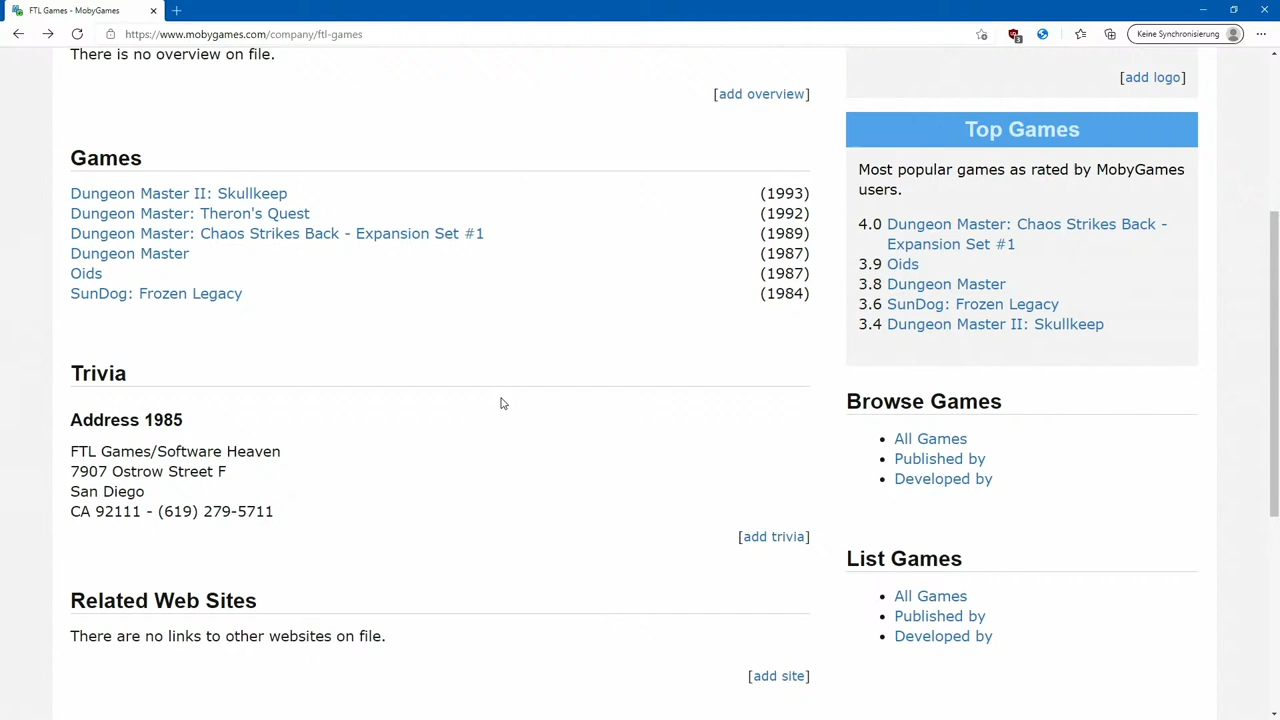 FTL Games - MobyGames
https://www.mobygames.com/company/ftl-games
3
Keine Synchronisierung
There is no overview on file.
[add overview]
Games
Dungeon Master II: Skullkeep (1993)
Dungeon Master: Theron's Quest (1992)
Dungeon Master: Chaos Strikes Back - Expansion Set #1 (1989)
Dungeon Master (1987)
Oids (1987)
SunDog: Frozen Legacy (1984)
Trivia
Address 1985
FTL Games/Software Heaven
7907 Ostrow Street F
San Diego
CA 92111 - (619) 279-5711
[add trivia]
Related Web Sites
There are no links to other websites on file.
[add site]
[add logo]
Top Games
Most popular games as rated by MobyGames
users.
4.0 Dungeon Master: Chaos Strikes Back -
Expansion Set #1
3.9 Oids
3.8 Dungeon Master
3.6 SunDog: Frozen Legacy
3.4 Dungeon Master II: Skullkeep
Browse Games
All Games
Published by
Developed by
List Games
All Games
Published by
Developed by